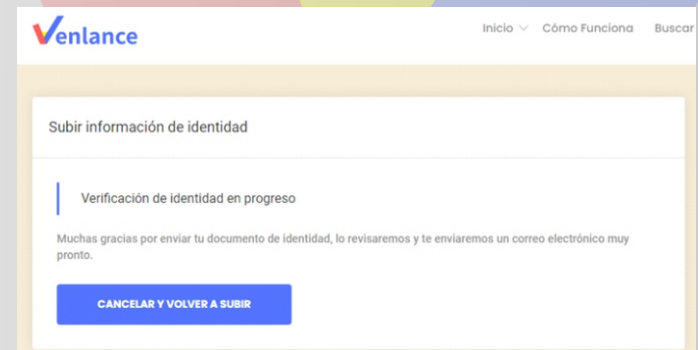 Venlance
Inicio Cómo Funciona Buscar
Subir información de identidad
Verificación de identidad en progreso
Muchas gracias por enviar tu documento de identidad, lo revisaremos y te enviaremos un correo electrónico muy
pronto.
CANCELAR Y VOLVER A SUBIR